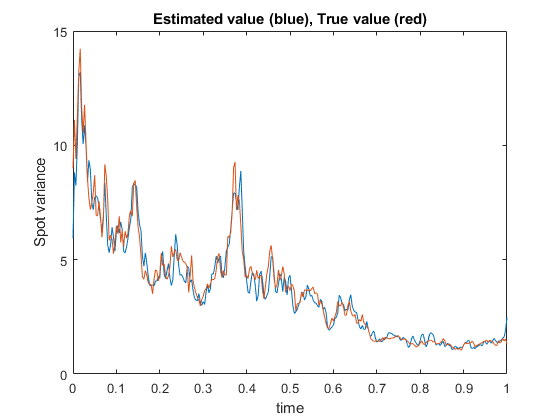 Estimated value (blue), True value (red)
15
10
5
0
Spot variance
0 0.1 0.2 0.3 0.4 0.5 0.6 0.7 0.8 0.9 1
time